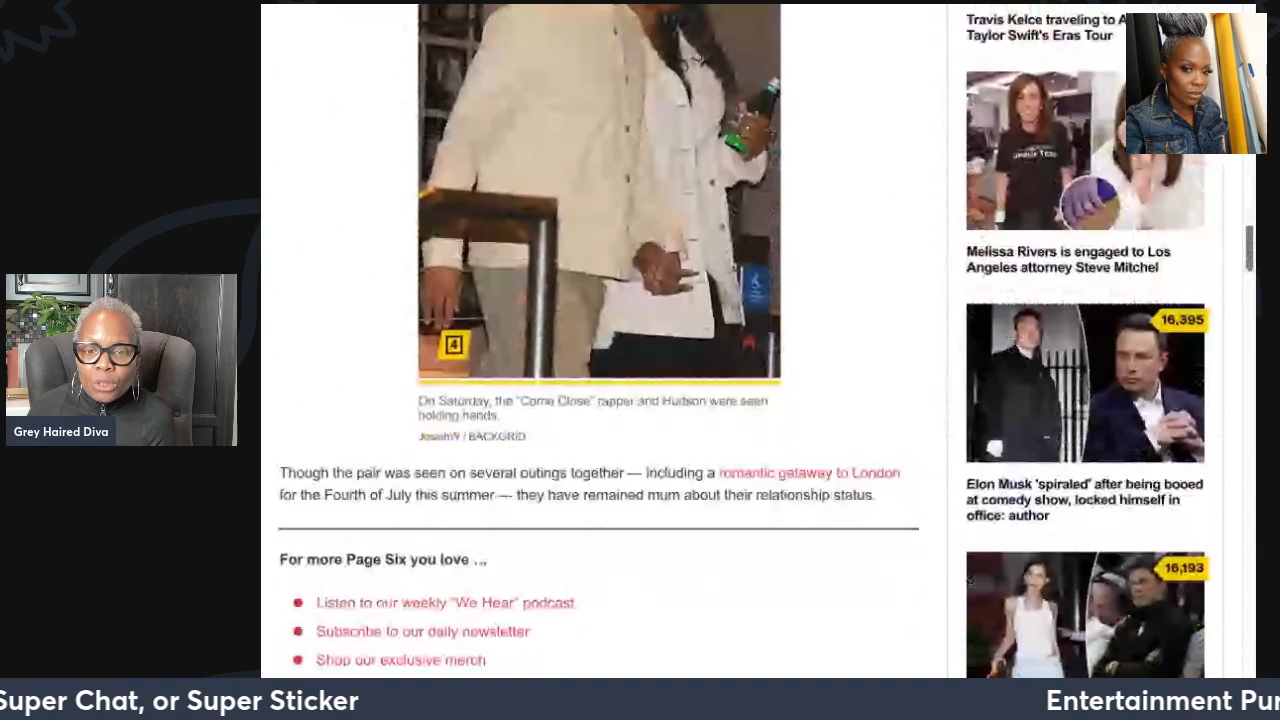 Grey Haired Diva
4
On Saturday, the "Come Close" rapper and Hudson were seen
holding hands.
JosephW / BACKGRID
Though the pair was seen on several outings together — including a romantic getaway to London
for the Fourth of July this summer — they have remained mum about their relationship status.
For more Page Six you love ...
Listen to our weekly "We Hear" podcast
Subscribe to our daily newsletter
Shop our exclusive merch
Travis Kelce traveling to
Taylor Swift's Eras Tour
Melissa Rivers is engaged to Los
Angeles attorney Steve Mitchel
16,395
Elon Musk 'spiraled' after being booed
at comedy show, locked himself in
office: author
16,193
Super Chat, or Super Sticker
Entertainment Pur